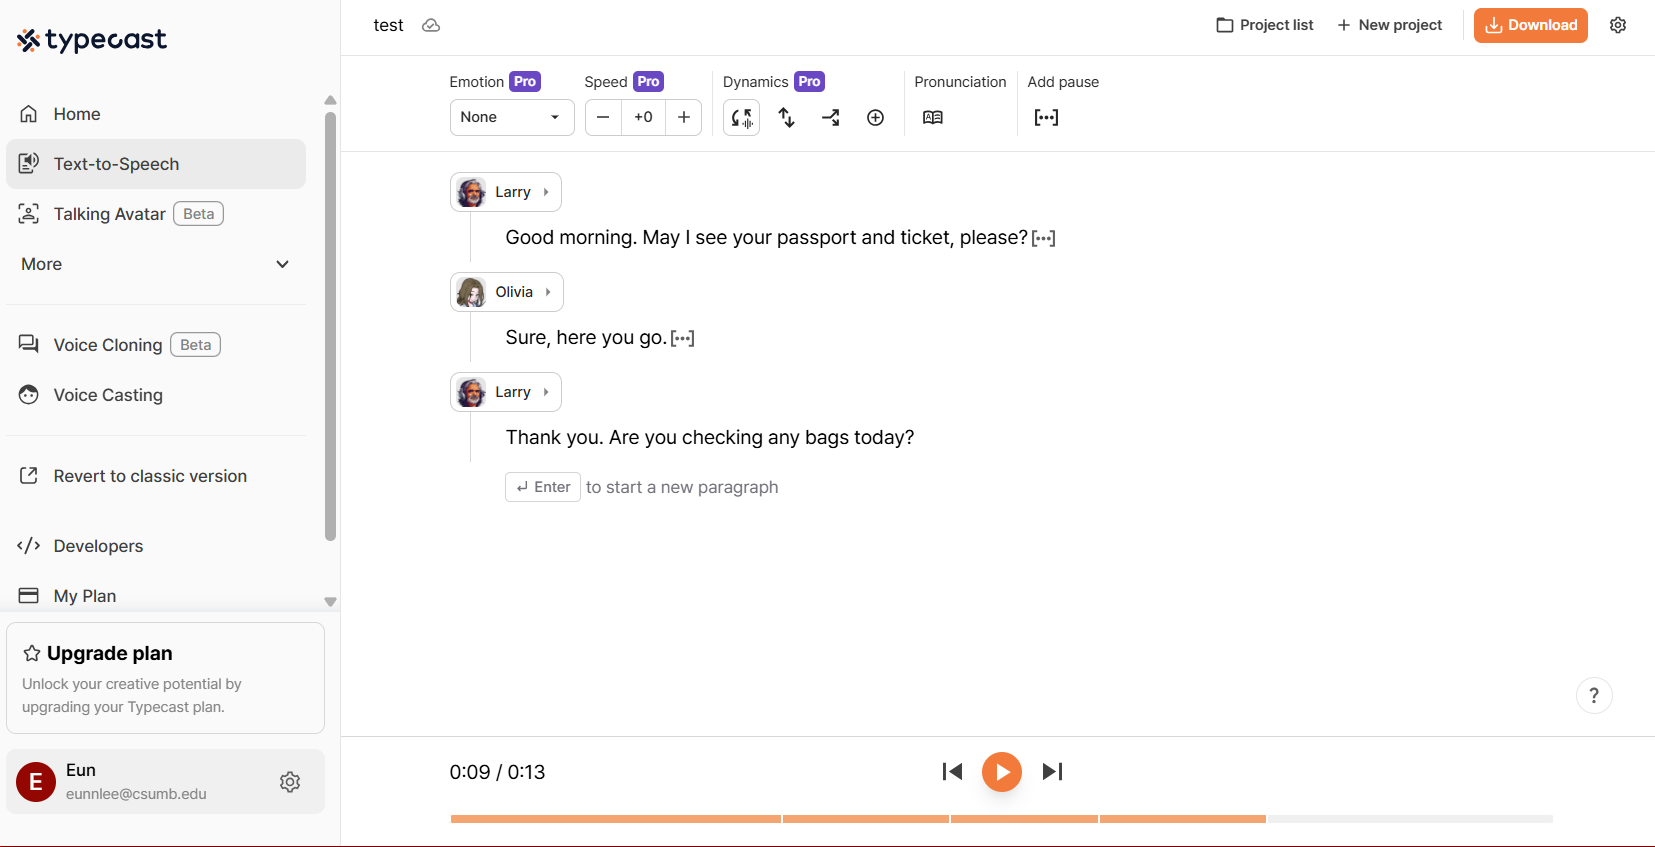 typecast
test
Project list
New project
Download
Home
Text-to-Speech
Talking Avatar Beta
More
Voice Cloning Beta
Voice Casting
Revert to classic version
Developers
My Plan
Upgrade plan
Unlock your creative potential by
upgrading your Typecast plan.
E
Eun
eunnlee@csumb.edu
Emotion Pro
Speed Pro
Dynamics Pro
Pronunciation
Add pause
None
− +0 +
Larry
Good morning. May I see your passport and ticket, please? [···]
Olivia
Sure, here you go. [···]
Larry
Thank you. Are you checking any bags today?
↵ Enter to start a new paragraph
?
0:09 / 0:13